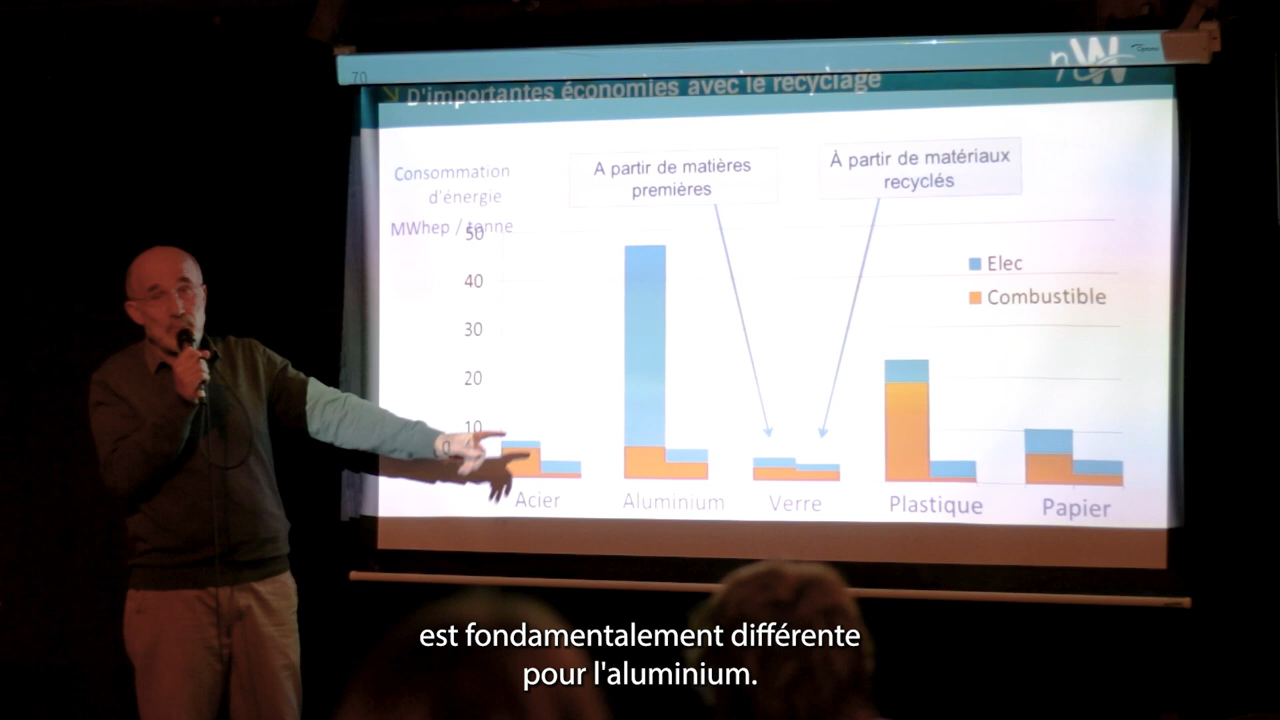 70
D'importantes économies avec le recyclage
nW
Consommation
d'énergie
MWhep / tonne
A partir de matières
premières
À partir de matériaux
recyclés
50
40
30
20
10
0
Elec
Combustible
Acier
Aluminium
Verre
Plastique
Papier
est fondamentalement différente
pour l'aluminium.